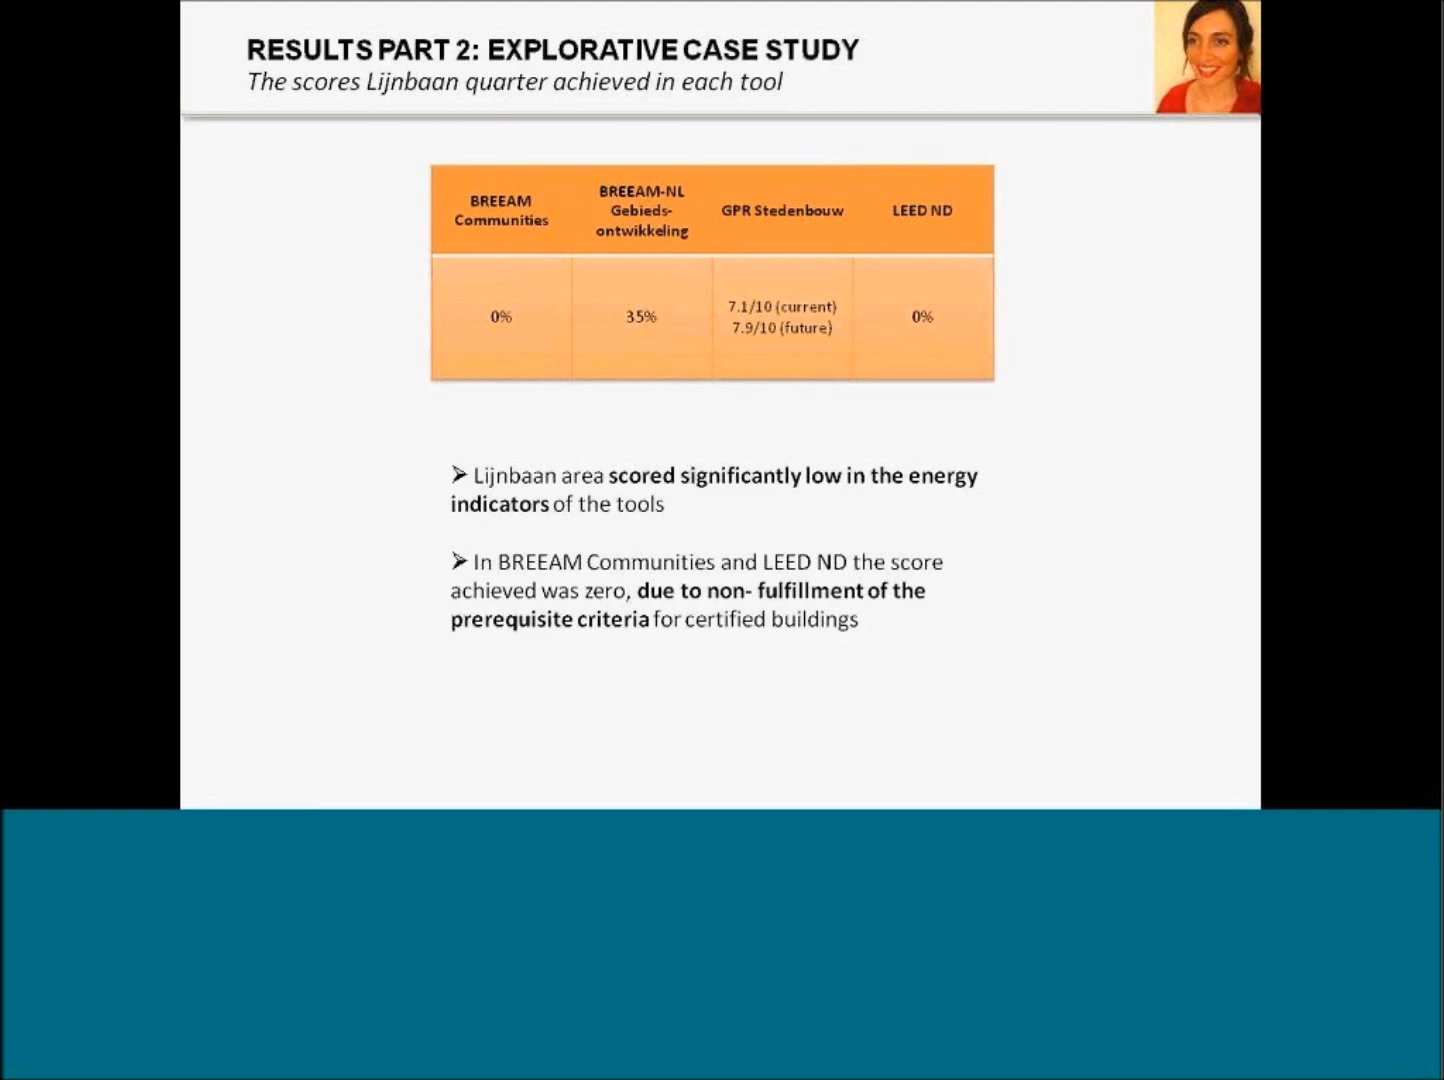 RESULTS PART 2: EXPLORATIVE CASE STUDY
The scores Lijnbaan quarter achieved in each tool
BREEAM
Communities
BREEAM-NL
Gebieds-
ontwikkeling
GPR Stedenbouw
LEED ND
0%
35%
7.1/10 (current)
7.9/10 (future)
0%
➢ Lijnbaan area scored significantly low in the energy
indicators of the tools
➢ In BREEAM Communities and LEED ND the score
achieved was zero, due to non- fulfillment of the
prerequisite criteria for certified buildings